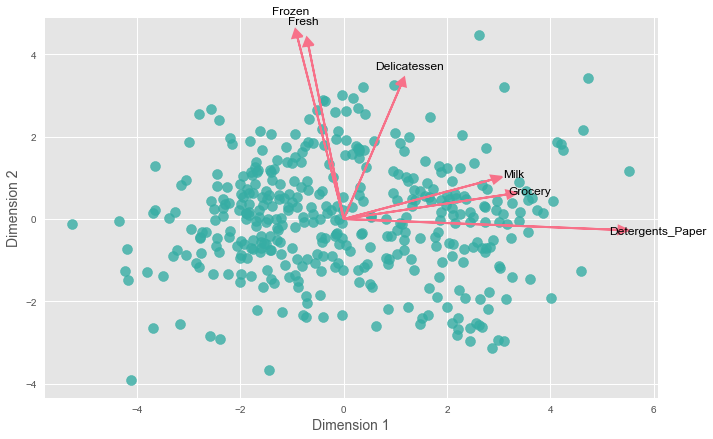 Frozen
Fresh
Delicatessen
Milk
Grocery
Detergents_Paper
4
2
0
−2
−4
Dimension 2
−4
−2
0
2
4
6
Dimension 1